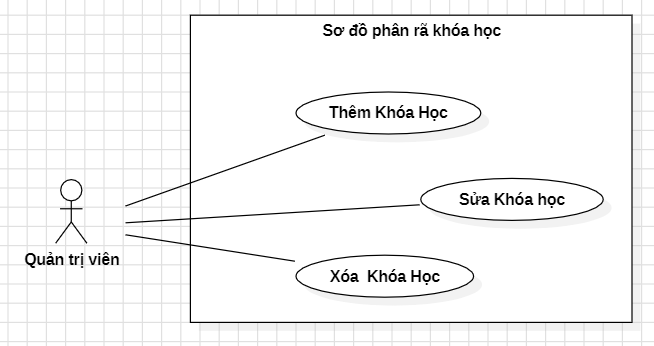 Sơ đồ phân rã khóa học
Thêm Khóa Học
Sửa Khóa học
Quản trị viên
Xóa  Khóa Học